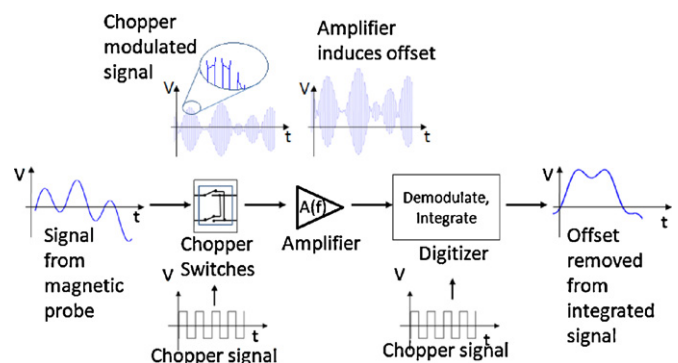 Chopper
modulated
signal
Amplifier
induces offset
V
t
V
t
V
t
Signal
from
magnetic
probe
Chopper
Switches
A(f)
Amplifier
Demodulate,
Integrate
Digitizer
V
t
Offset
removed
from
integrated
signal
V
t
Chopper signal
V
t
Chopper signal